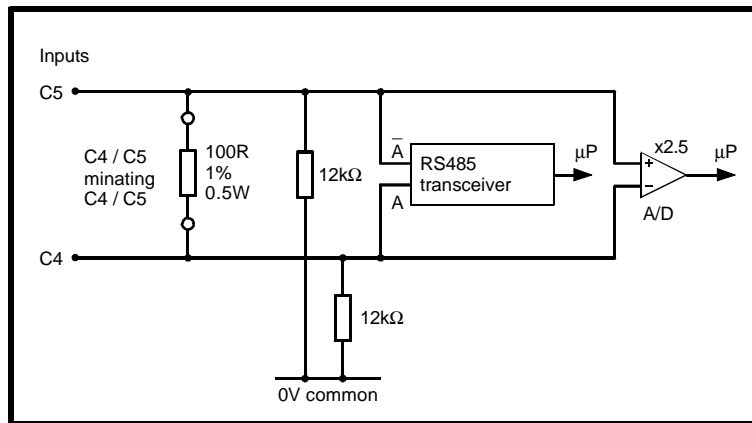 Inputs
C5
C4 / C5
minating
C4 / C5
100R
1%
0.5W
12kΩ
A̅
A
RS485
transceiver
μP
x2.5
+
−
A/D
μP
C4
12kΩ
0V common